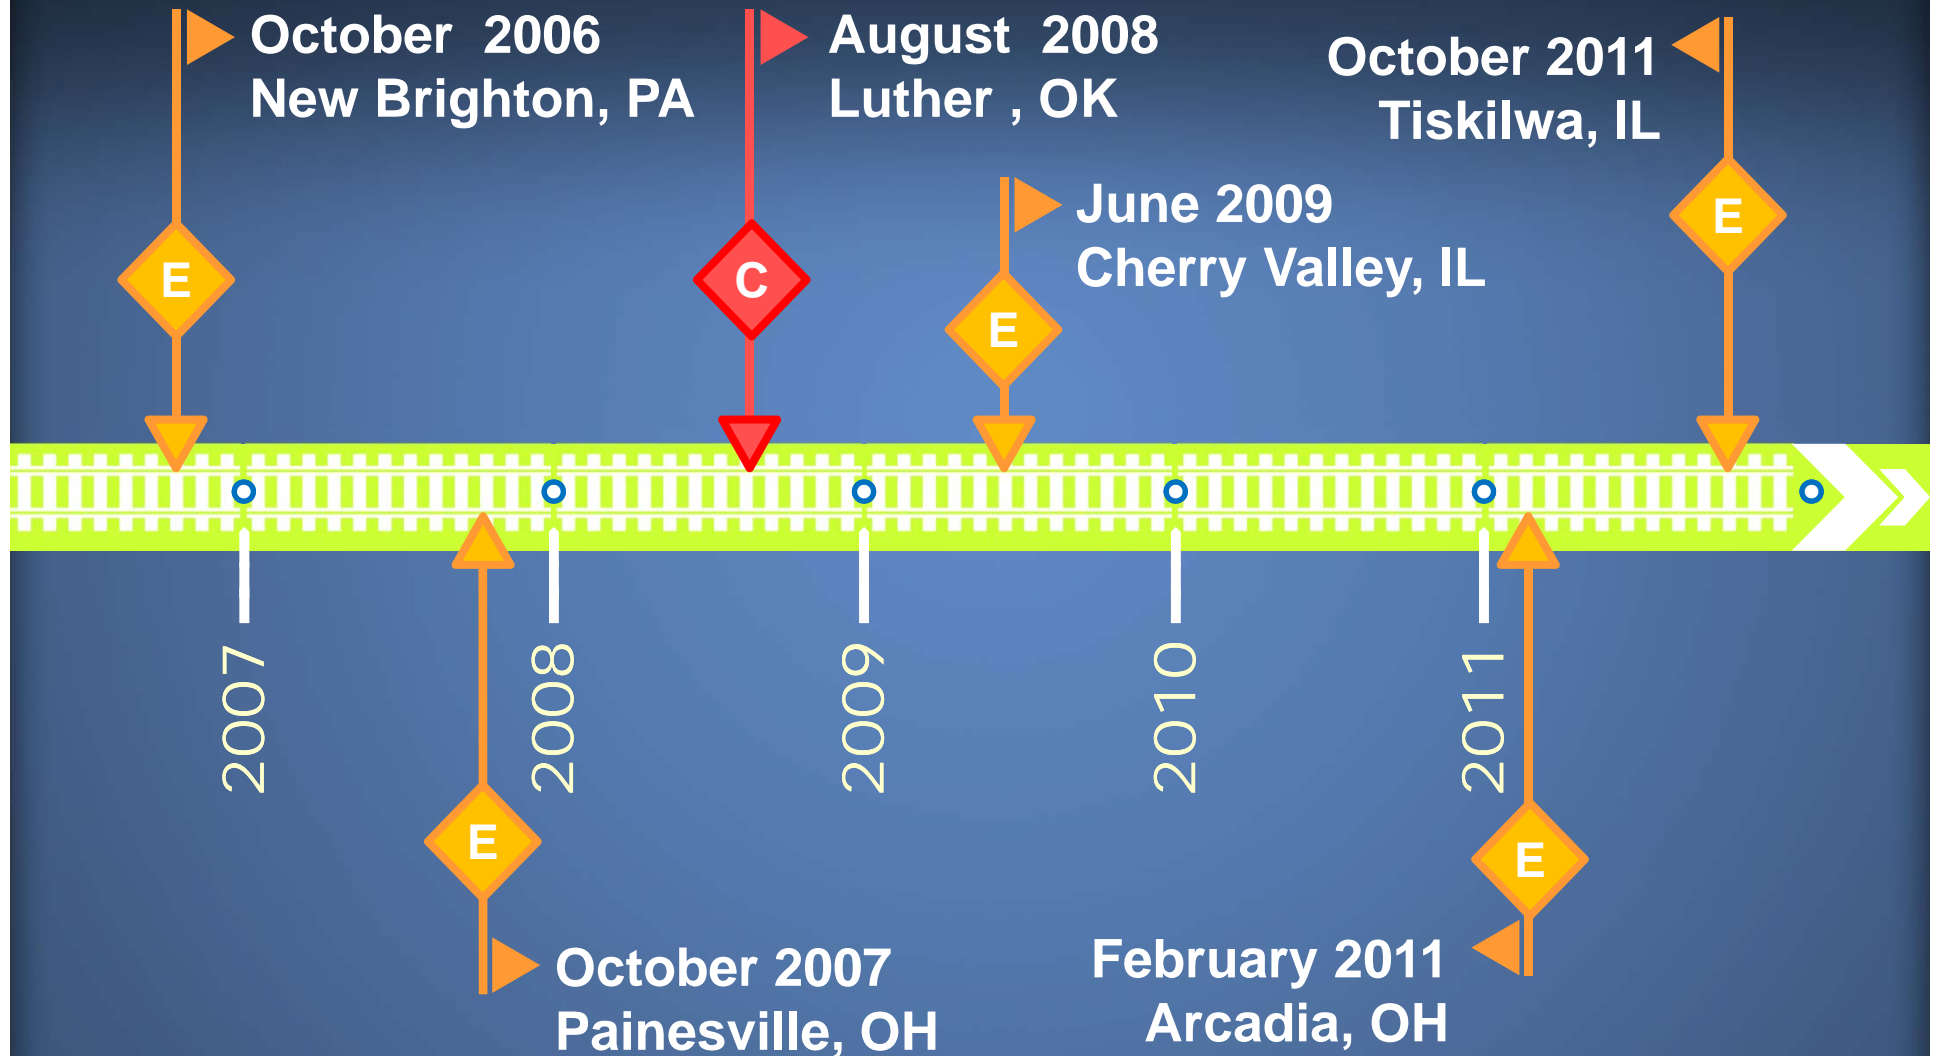 October 2006
New Brighton, PA
August 2008
Luther , OK
October 2011
Tiskilwa, IL
June 2009
Cherry Valley, IL
E
C
E
E
2007
2008
2009
2010
2011
E
E
October 2007
Painesville, OH
February 2011
Arcadia, OH